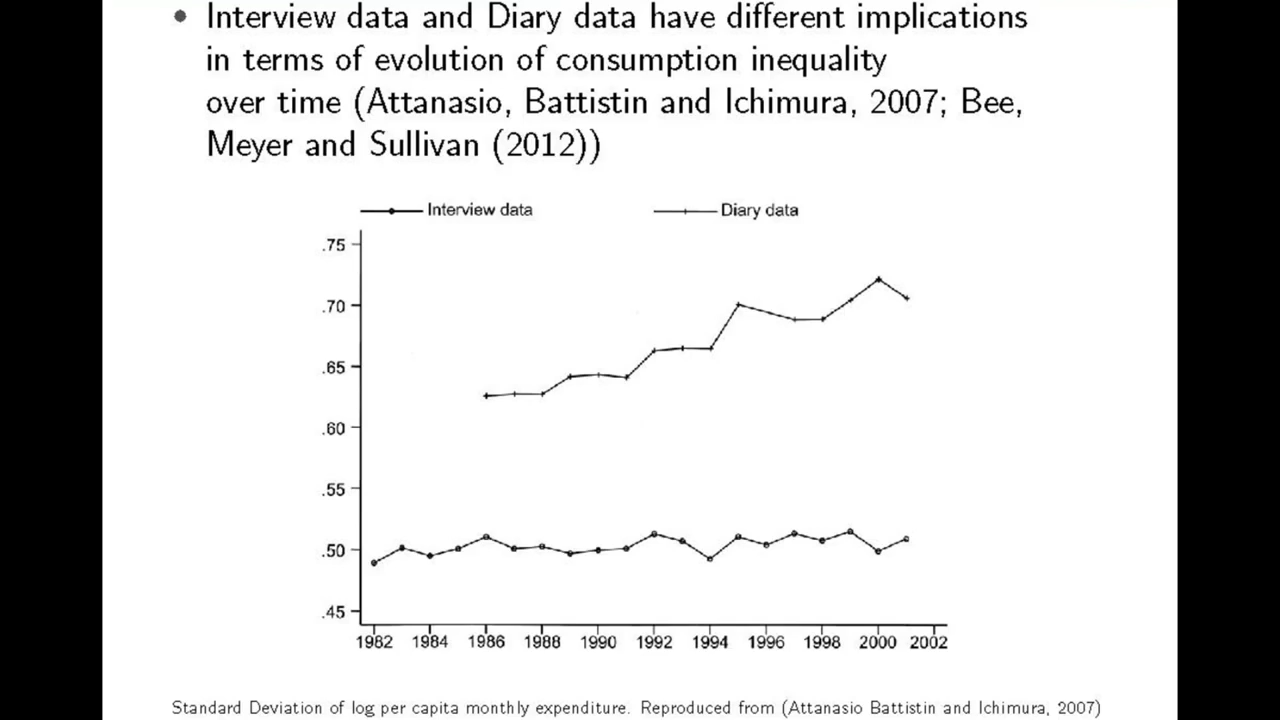 • Interview data and Diary data have different implications
in terms of evolution of consumption inequality
over time (Attanasio, Battistin and Ichimura, 2007; Bee,
Meyer and Sullivan (2012))
Interview data Diary data
.75
.70
.65
.60
.55
.50
.45
1982 1984 1986 1988 1990 1992 1994 1996 1998 2000 2002
Standard Deviation of log per capita monthly expenditure. Reproduced from (Attanasio Battistin and Ichimura, 2007)